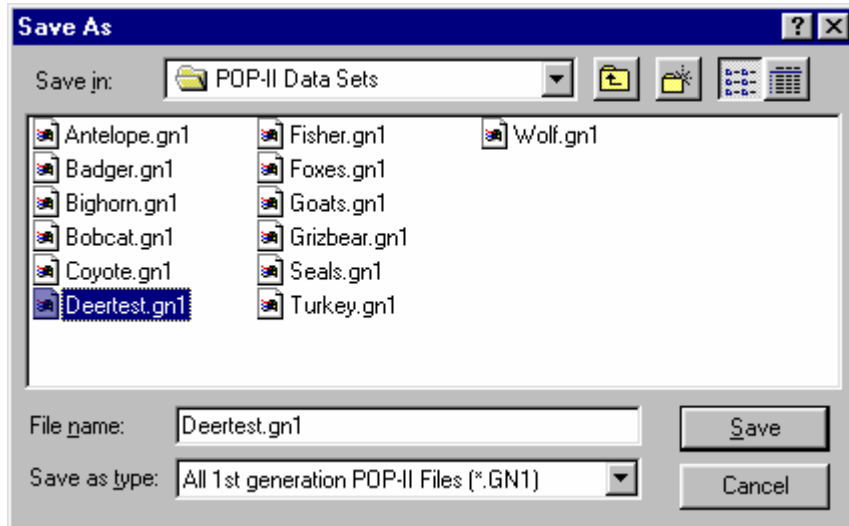 Save As
Save in: POP-II Data Sets
Antelope.gn1
Badger.gn1
Bighorn.gn1
Bobcat.gn1
Coyote.gn1
Deertest.gn1
Fisher.gn1
Foxes.gn1
Goats.gn1
Grizbear.gn1
Seals.gn1
Turkey.gn1
Wolf.gn1
File name: Deertest.gn1
Save
Save as type: All 1st generation POP-II Files (*.GN1)
Cancel